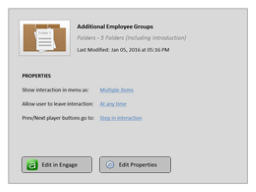 Additional Employee Groups
Folders - 5 Folders (including introduction)
Last Modified: Jan 05, 2016 at 05:16 PM
PROPERTIES
Show interaction in menu as: Multiple items
Allow user to leave interaction: At any time
Prev/Next player buttons go to: Step in interaction
Edit in Engage
Edit Properties